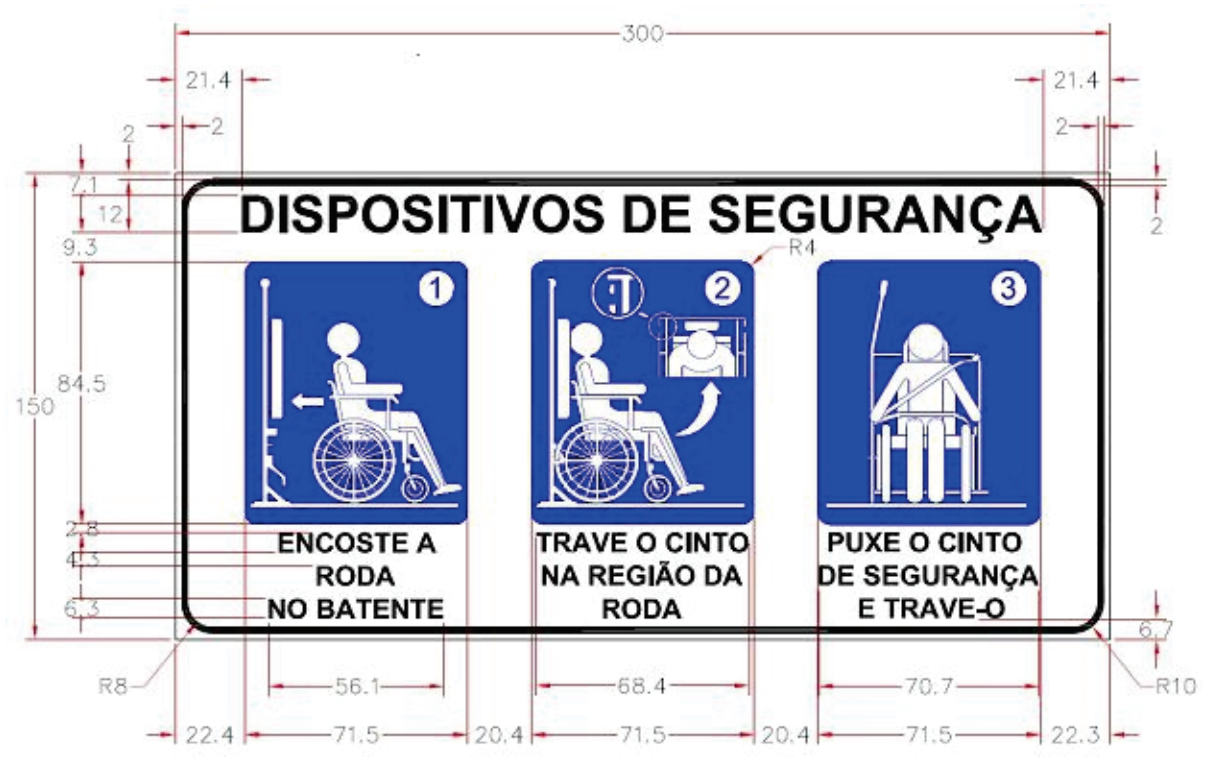 300
21.4
21.4
2
2
2
7.1
12
2
DISPOSITIVOS DE SEGURANÇA
9.3
R4
1
2
3
84.5
150
2.8
ENCOSTE A
RODA
NO BATENTE
TRAVE O CINTO
NA REGIÃO DA
RODA
PUXE O CINTO
DE SEGURANÇA
E TRAVE-O
4.3
6.3
6.7
R8
56.1
68.4
70.7
R10
22.4
71.5
20.4
71.5
20.4
71.5
22.3